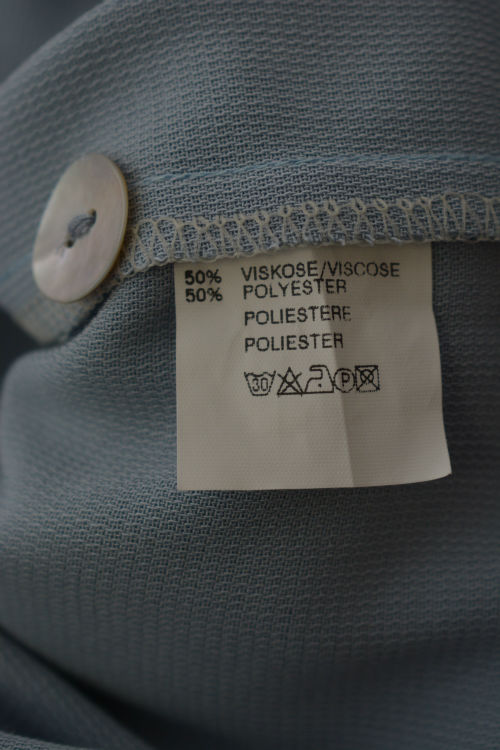 50% VISKOSE/VISCOSE
50% POLYESTER
POLIESTERE
POLIESTER
30 P